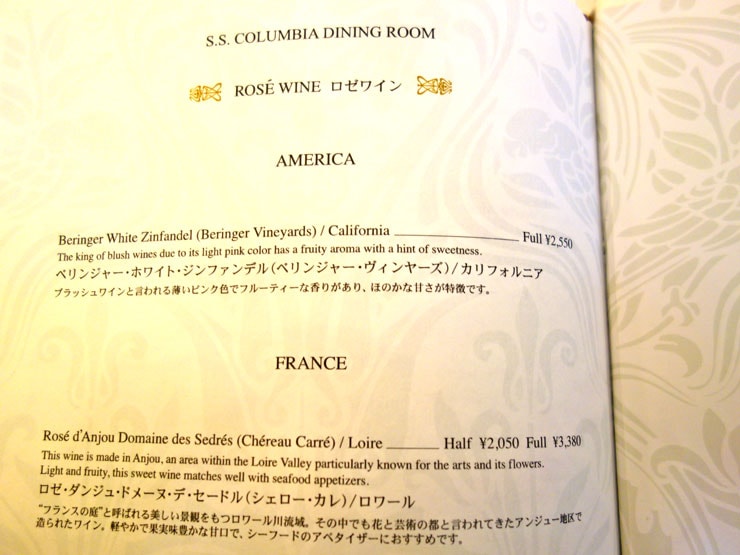 S.S. COLUMBIA DINING ROOM
ROSÉ WINE ロゼワイン
AMERICA
Beringer White Zinfandel (Beringer Vineyards) / California Full ¥2,550
The king of blush wines due to its light pink color has a fruity aroma with a hint of sweetness.
ベリンジャー・ホワイト・ジンファンデル(ベリンジャー・ヴィンヤーズ)/カリフォルニア
ブラッシュワインと言われる薄いピンク色でフルーティーな香りがあり、ほのかな甘さが特徴です。
FRANCE
Rosé d'Anjou Domaine des Sedrés (Chéreau Carré) / Loire Half ¥2,050 Full ¥3,380
This wine is made in Anjou, an area within the Loire Valley particularly known for the arts and its flowers.
Light and fruity, this sweet wine matches well with seafood appetizers.
ロゼ・ダンジュ・ドメーヌ・デ・セードル(シェロー・カレ)/ロワール
"フランスの庭"と呼ばれる美しい景観をもつロワール川流域。その中でも花と芸術の都と言われてきたアンジュー地区で
造られたワイン。軽やかで果実味豊かな甘口で、シーフードのアペタイザーにおすすめです。